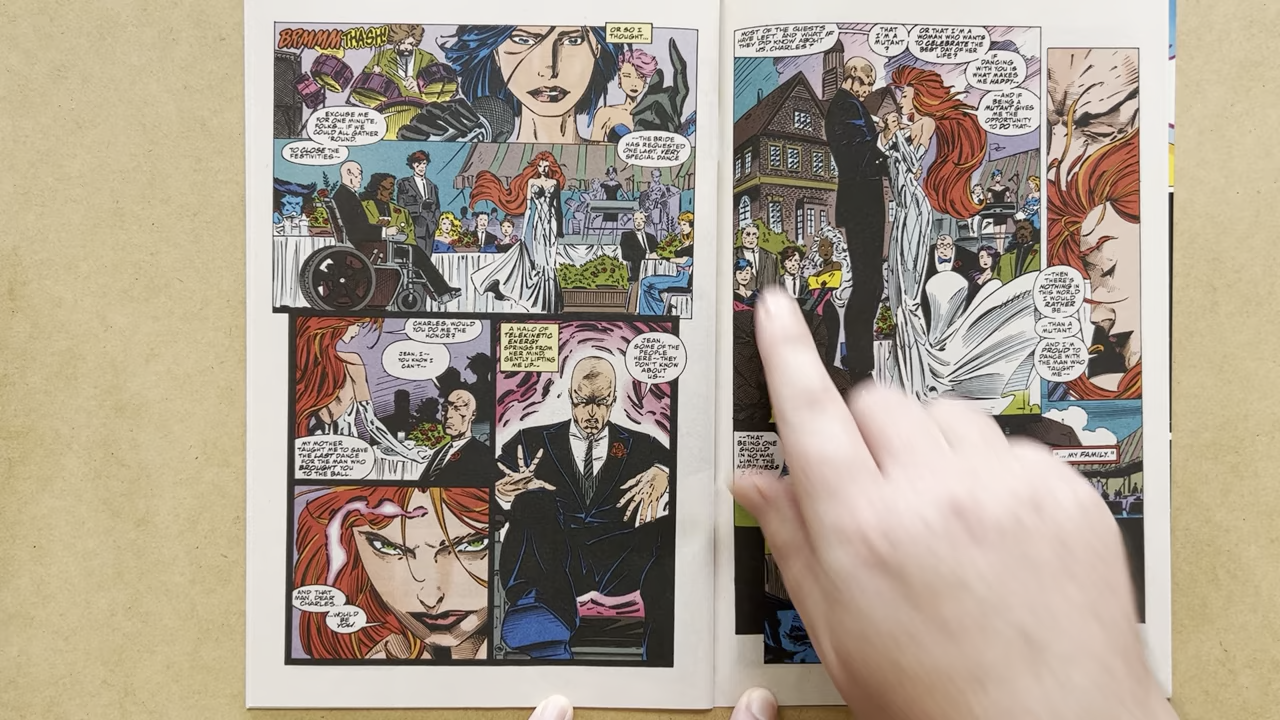 BRMMM THASH!
OR SO I
THOUGHT...
EXCUSE ME
FOR ONE MINUTE,
FOLKS... IF WE
COULD ALL GATHER
'ROUND.
TO CLOSE THE
FESTIVITIES--
--THE BRIDE
HAS REQUESTED
ONE LAST, VERY
SPECIAL DANCE.
CHARLES, WOULD
YOU DO ME THE
HONOR?
JEAN, I--
YOU KNOW I
CAN'T--
MY MOTHER
TAUGHT ME TO SAVE
THE LAST DANCE
FOR THE MAN WHO
BROUGHT YOU
TO THE BALL.
A HALO OF
TELEKINETIC
ENERGY
SPRINGS FROM
HER MIND,
GENTLY LIFTING
ME UP--
JEAN,
SOME OF THE
PEOPLE
HERE--THEY
DON'T KNOW
ABOUT
US--
AND THAT
MAN, DEAR
CHARLES...
...WOULD
BE
YOU.
MOST OF THE GUESTS
HAVE LEFT. AND WHAT IF
THEY DID KNOW ABOUT
US, CHARLES?
THAT
I'M A
MUTANT
?
OR THAT I'M A
WOMAN WHO WANTS
TO CELEBRATE THE
BEST DAY OF HER
LIFE?
IF
DANCING
WITH YOU IS
WHAT MAKES
ME HAPPY--
--AND IF
BEING A
MUTANT GIVES
ME THE
OPPORTUNITY
TO DO THAT--
--THEN
THERE'S
NOTHING IN
THIS WORLD
I WOULD
RATHER
BE...
...THAN A
MUTANT.
AND I'M
PROUD TO
DANCE WITH
THE MAN WHO
TAUGHT
ME--
--THAT
BEING ONE
SHOULD
IN NO WAY
LIMIT THE
HAPPINESS
I CAN
"...MY FAMILY."